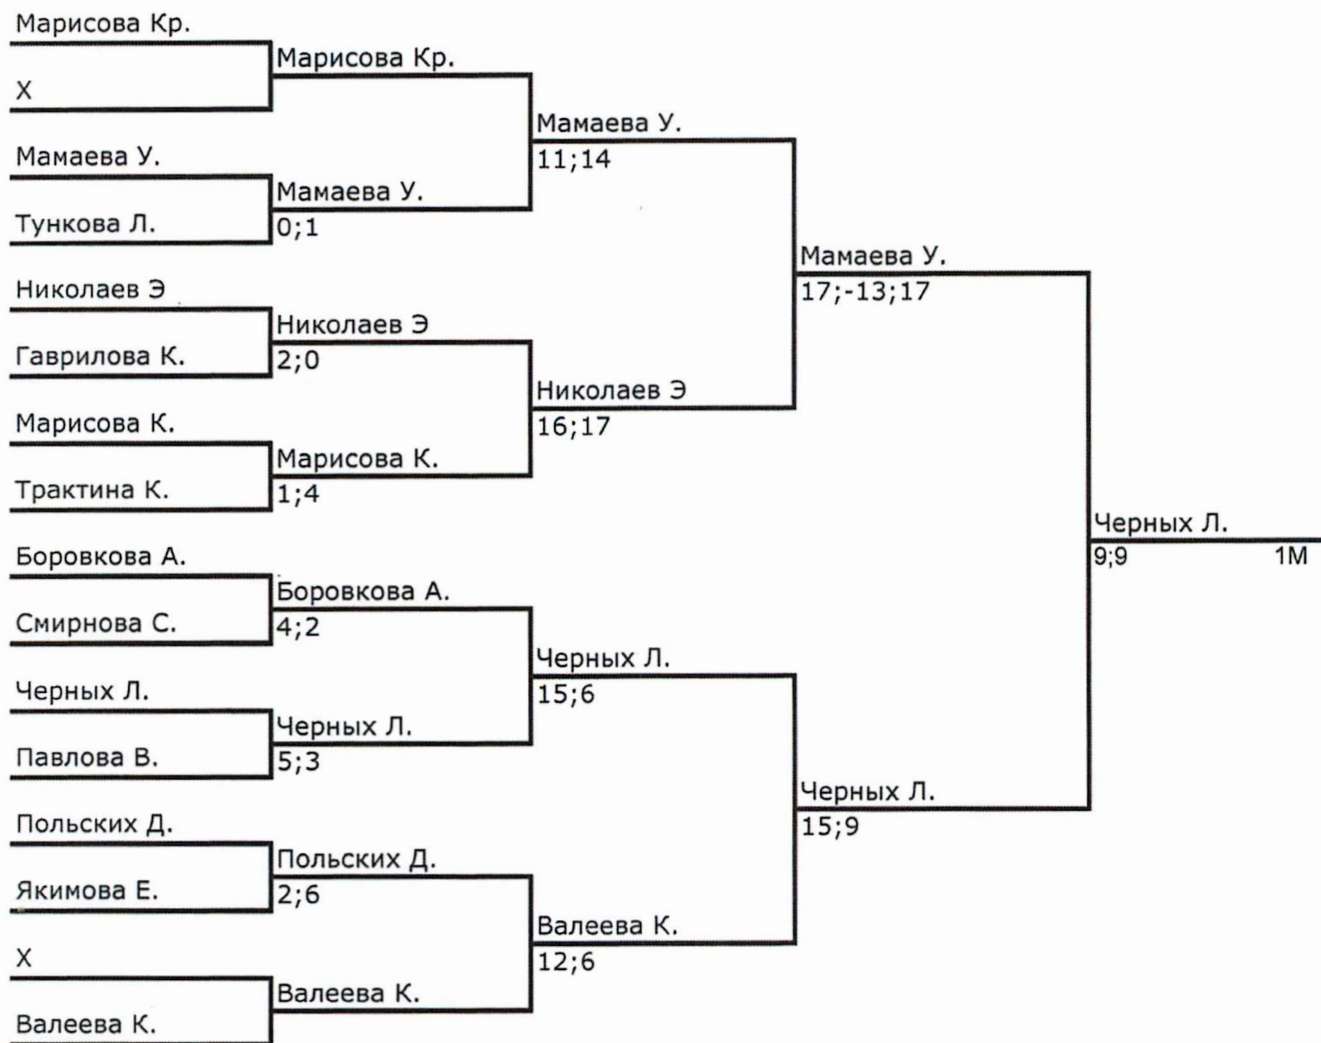 Марисова Кр.
Х
Мамаева У.
Тункова Л.
Николаев Э
Гаврилова К.
Марисова К.
Трактина К.
Боровкова А.
Смирнова С.
Черных Л.
Павлова В.
Польских Д.
Якимова Е.
Х
Валеева К.
Марисова Кр.
Мамаева У.
0;1
Николаев Э
2;0
Марисова К.
1;4
Боровкова А.
4;2
Черных Л.
5;3
Польских Д.
2;6
Валеева К.
Мамаева У.
11;14
Николаев Э
16;17
Черных Л.
15;6
Валеева К.
12;6
Мамаева У.
17;-13;17
Черных Л.
15;9
Черных Л.
9;9 1М